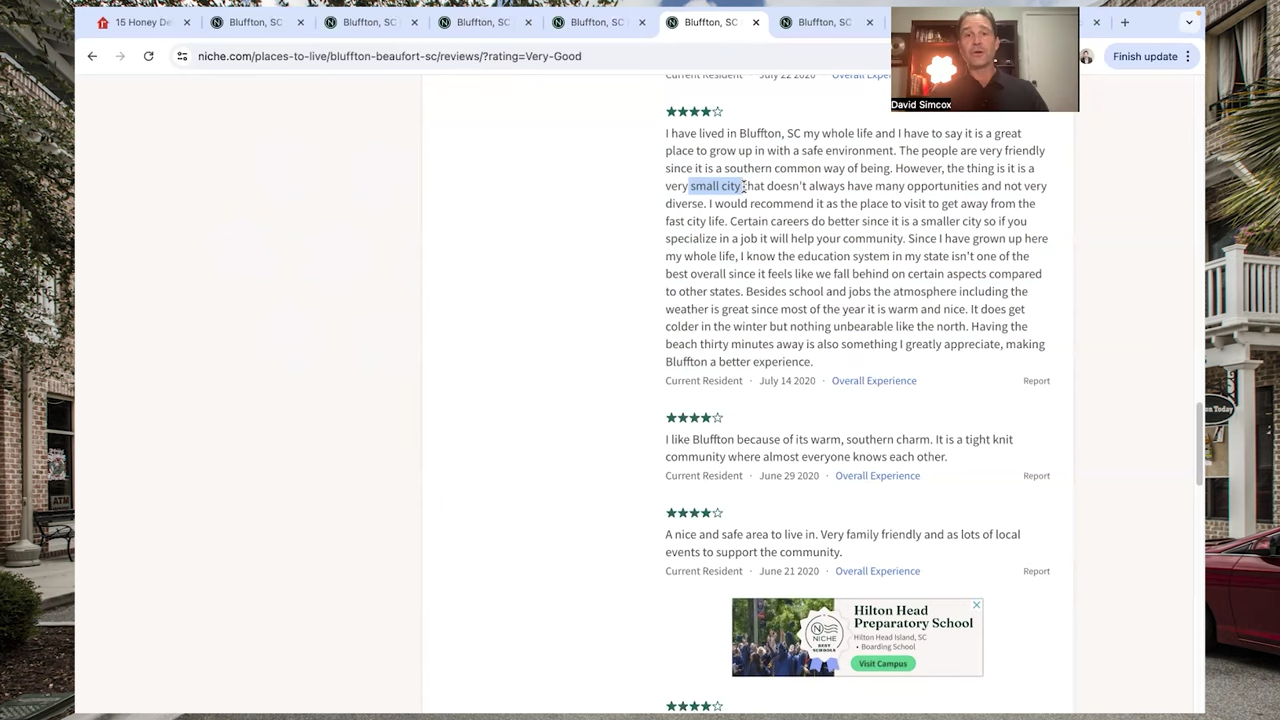 15 Honey De
Bluffton, SC
Bluffton, SC
Bluffton, SC
Bluffton, SC
Bluffton, SC
Bluffton, SC
niche.com/places-to-live/bluffton-beaufort-sc/reviews/?rating=Very-Good
Finish update
David Simcox
Current Resident · July 22 2020 · Overall Expe
I have lived in Bluffton, SC my whole life and I have to say it is a great
place to grow up in with a safe environment. The people are very friendly
since it is a southern common way of being. However, the thing is it is a
very small city that doesn't always have many opportunities and not very
diverse. I would recommend it as the place to visit to get away from the
fast city life. Certain careers do better since it is a smaller city so if you
specialize in a job it will help your community. Since I have grown up here
my whole life, I know the education system in my state isn't one of the
best overall since it feels like we fall behind on certain aspects compared
to other states. Besides school and jobs the atmosphere including the
weather is great since most of the year it is warm and nice. It does get
colder in the winter but nothing unbearable like the north. Having the
beach thirty minutes away is also something I greatly appreciate, making
Bluffton a better experience.
Current Resident · July 14 2020 · Overall Experience Report
I like Bluffton because of its warm, southern charm. It is a tight knit
community where almost everyone knows each other.
Current Resident · June 29 2020 · Overall Experience Report
A nice and safe area to live in. Very family friendly and as lots of local
events to support the community.
Current Resident · June 21 2020 · Overall Experience Report
Hilton Head
Preparatory School
Hilton Head Island, SC
• Boarding School
Visit Campus
NICHE
BEST
SCHOOLS
ATM
on Today